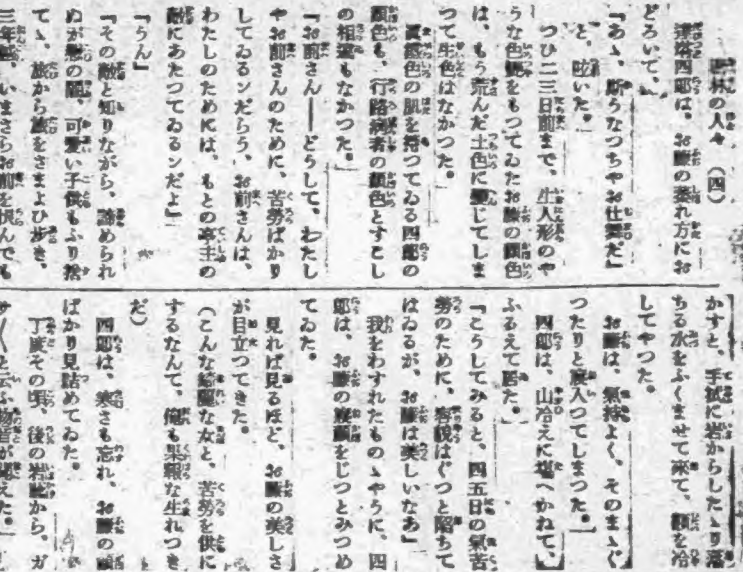 林の人々 (四)
四郎は、お藤の萎れ方にお
どろいて、
「あゝ、斯うなつちやお仕舞だ」
と、呟いた。
つひ二三日前まで、生人形のや
うな色艶をもつてゐたお藤の顔色
は、もう荒んだ土色に變じてしま
つて生色はなかつた。
色の肌を持つてゐる四郎の
顔色も、行路病者の顔色とすこし
の相違もなかつた。
「お前さん――どうして、わたし
やお前さんのために、苦勞ばかり
してゐるンだらう、お前さんは、
わたしのためには、もとの亭主の
敵にあたつてゐるンだよ」
「うん」
「その敵と知りながら、諦められ
ぬが戀の闇、可愛い子供もふり捨
てゝ、旅から旅をさまよひ歩き、
三年越、いまさらお前を恨んでも
かすと、手拭に岩からしたゝり落
ちる水をふくませて來て、顔を冷
してやつた。
お藤は、氣持よく、そのまゝぐ
つたりと寢入つてしまつた。
四郎は、山冷えに堪へかねて、
ふるえて居た。
「こうしてみると、四五日の氣苦
勞のために、容貌はぐつと陷ちて
はゐるが、お藤は美しいなあ」
我をわすれたものゝやうに、四
郎は、お藤の寢顔をじつとみつめ
てゐた。
見れば見るほど、お藤の美しさ
が目立つてきた。
(こんな綺麗な女と、苦勞を供に
するなんて、俺も果報な生れつき
だ)
四郎は、寒さも忘れ、お藤の顔
ばかり見詰めてゐた。
丁度その頃、後の岩から、ガ
サ〱と云ふ物音が聞えた。